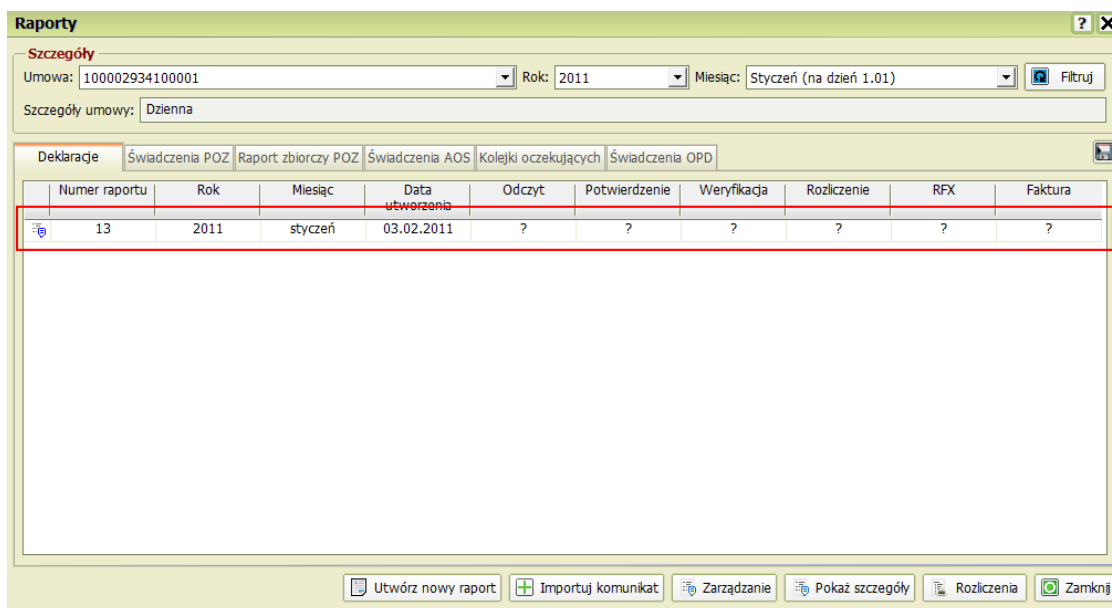 Raporty ?
Szczegóły
Umowa: 100002934100001 Rok: 2011 Miesiąc: Styczeń (na dzień 1.01) Filtruj
Szczegóły umowy: Dzienna
Deklaracje Świadczenia POZ Raport zbiorczy POZ Świadczenia AOS Kolejki oczekujących Świadczenia OPD
Numer raportu Rok Miesiąc Data utworzenia Odczyt Potwierdzenie Weryfikacja Rozliczenie RFX Faktura
13 2011 styczeń 03.02.2011 ? ? ? ? ? ?
Utwórz nowy raport Importuj komunikat Zarządzanie Pokaż szczegóły Rozliczenia Zamknij